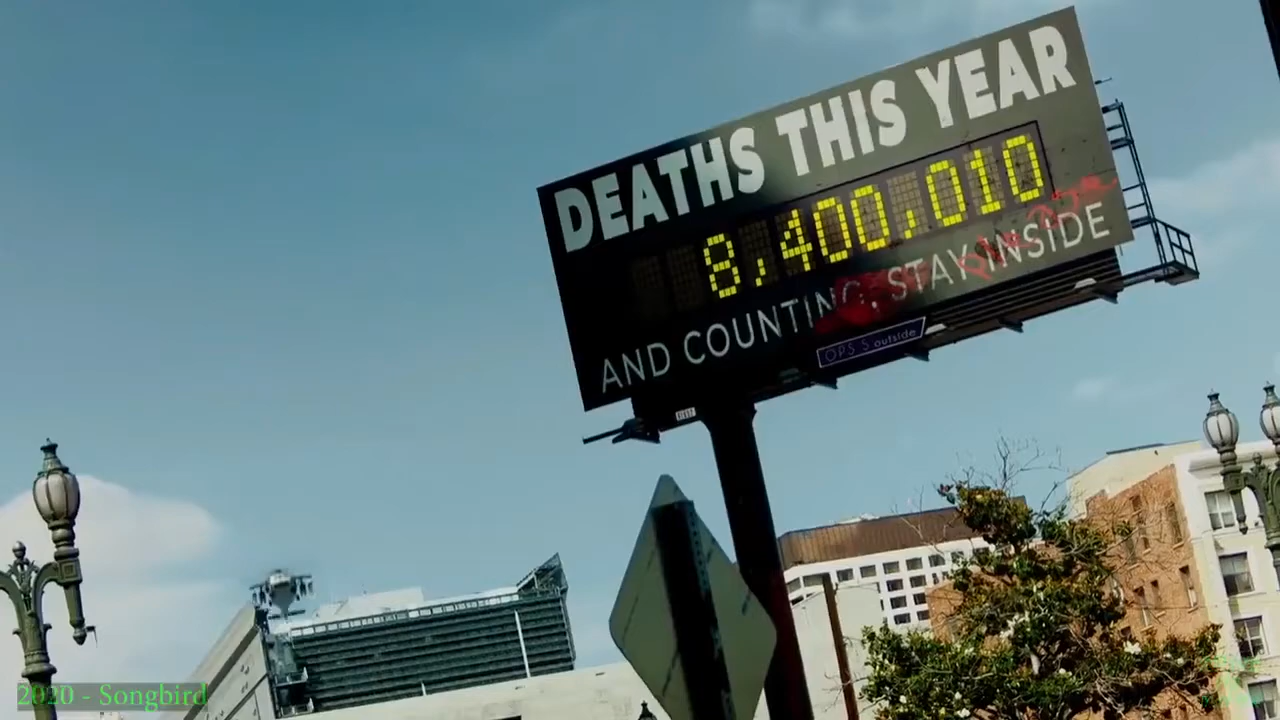 DEATHS THIS YEAR
8,400,010
AND COUNTING, STAY INSIDE
OPS S outside
2020 - Songbird